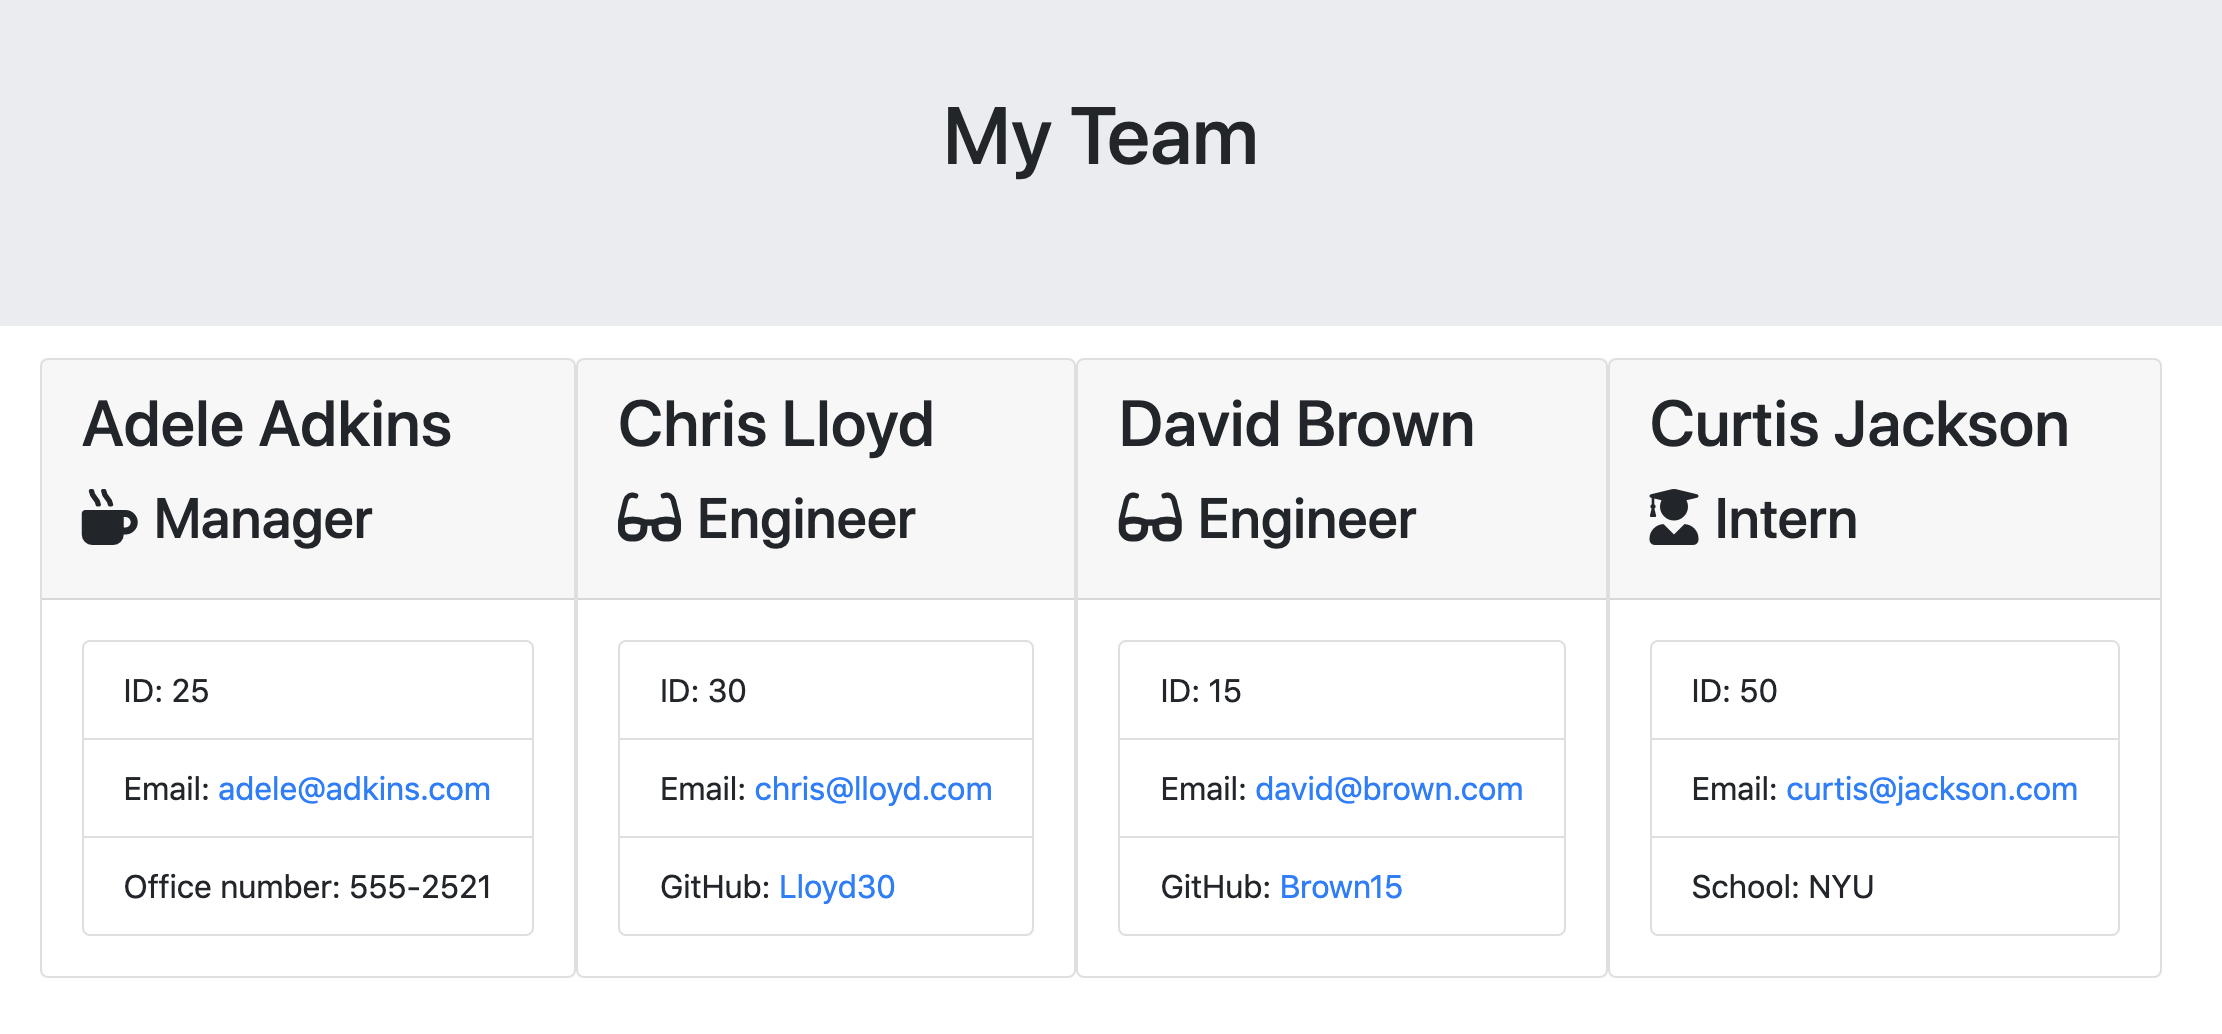 My Team
Adele Adkins
Manager
ID: 25
Email: adele@adkins.com
Office number: 555-2521
Chris Lloyd
Engineer
ID: 30
Email: chris@lloyd.com
GitHub: Lloyd30
David Brown
Engineer
ID: 15
Email: david@brown.com
GitHub: Brown15
Curtis Jackson
Intern
ID: 50
Email: curtis@jackson.com
School: NYU